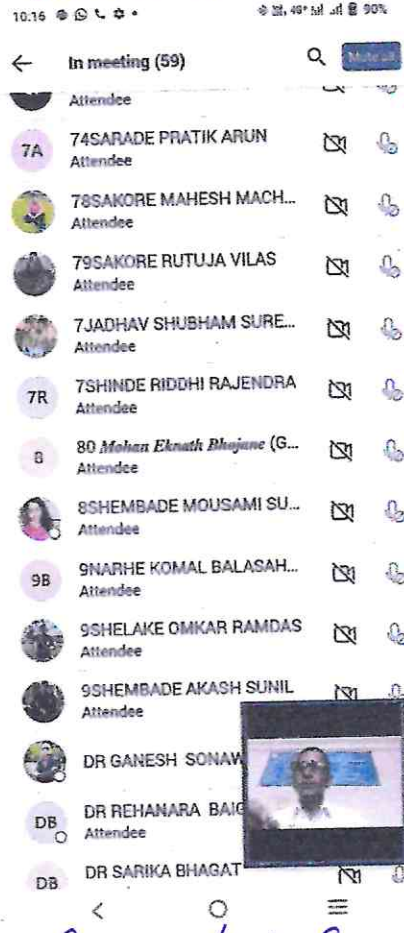 10:16
90%
In meeting (59)
Mute all
Attendee
7A
74SARADE PRATIK ARUN
Attendee
78SAKORE MAHESH MACH...
Attendee
79SAKORE RUTUJA VILAS
Attendee
7JADHAV SHUBHAM SURE...
Attendee
7R
7SHINDE RIDDHI RAJENDRA
Attendee
8
80 Mohan Eknath Bhojane (G...
Attendee
8SHEMBADE MOUSAMI SU...
Attendee
9B
9NARHE KOMAL BALASAH...
Attendee
9SHELAKE OMKAR RAMDAS
Attendee
9SHEMBADE AKASH SUNIL
Attendee
DR GANESH SONAW
DB
DR REHANARA BAIG
Attendee
DB
DR SARIKA BHAGAT